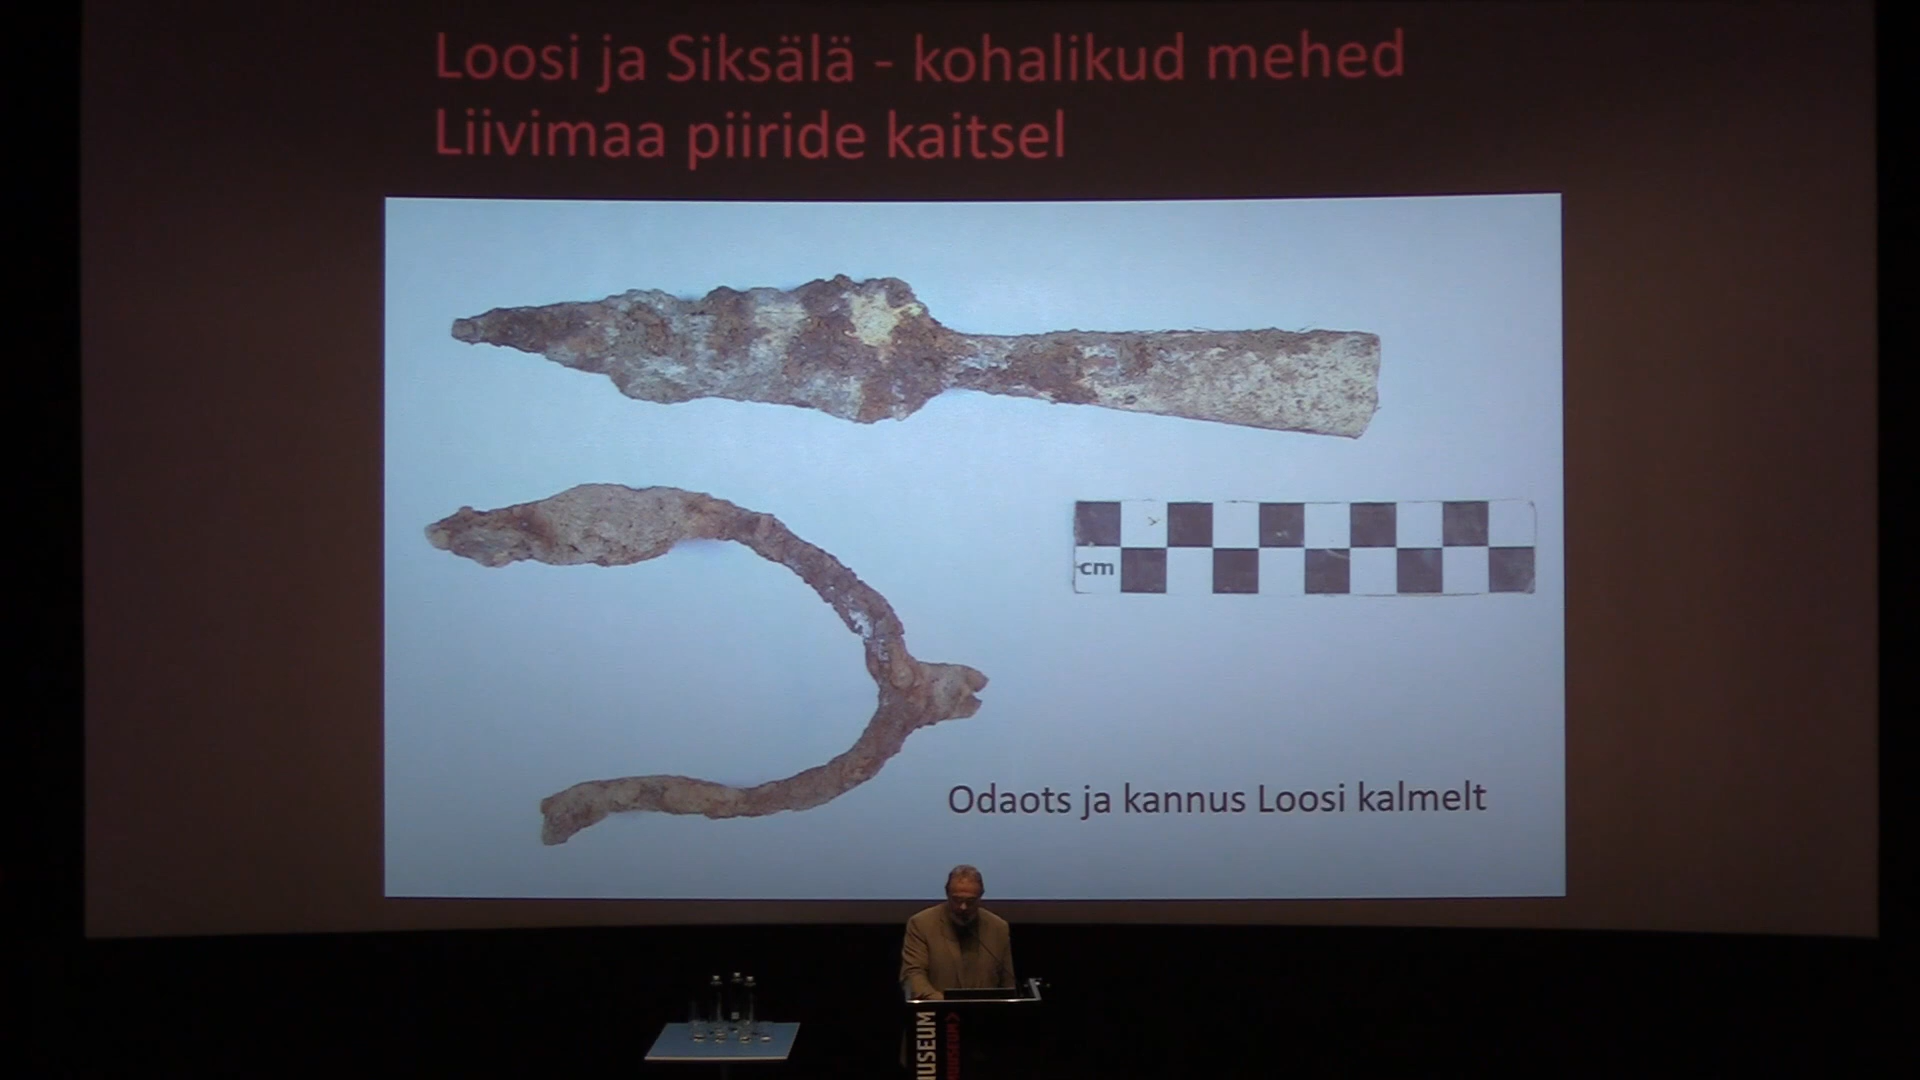 Loosi ja Siksälä - kohalikud mehed
Liivimaa piiride kaitsel
cm
Odaots ja kannus Loosi kalmelt
MUSEUM